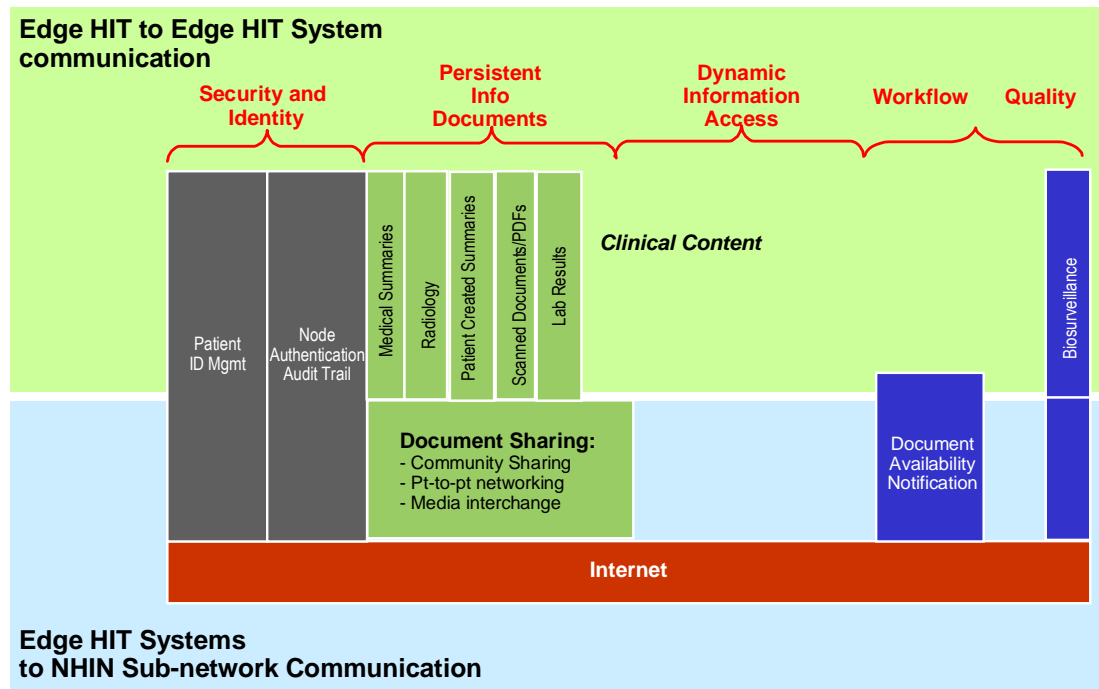 Edge HIT to Edge HIT System
communication
Security and
Identity
Persistent
Info
Documents
Dynamic
Information
Access
Workflow
Quality
Patient
ID Mgmt
Node
Authentication
Audit Trail
Medical Summaries
Radiology
Patient Created Summaries
Scanned Documents/PDFs
Lab Results
Clinical Content
Biosurveillance
Document Sharing:
- Community Sharing
- Pt-to-pt networking
- Media interchange
Document
Availability
Notification
Internet
Edge HIT Systems
to NHIN Sub-network Communication